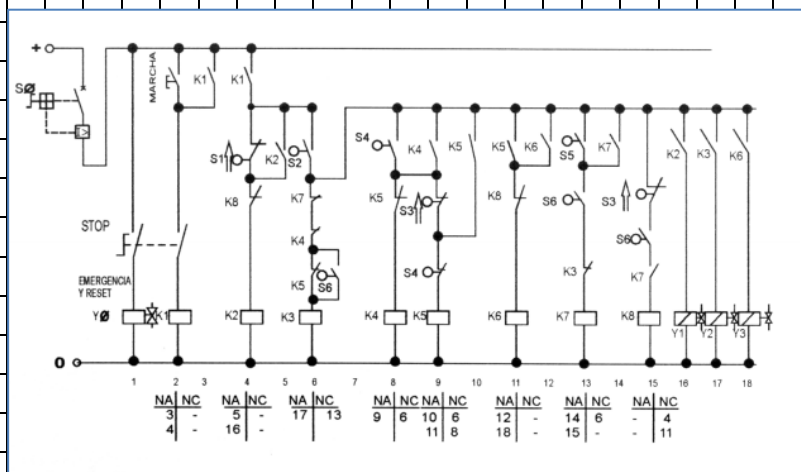 +
SØ
MARCHA
K1
K1
S1
K2
S2
S4
K4
K5
K5
K6
S5
K7
K2
K3
K6
K8
K7
K5
S3
K8
S6
S3
STOP
K4
S6
K5
S6
S4
K3
K7
EMERGENCIA
Y RESET
YØ
K1
K2
K3
K4
K5
K6
K7
K8
Y1
Y2
Y3
0
1 2 3 4 5 6 7 8 9 10 11 12 13 14 15 16 17 18
NA NC NA NC NA NC NA NC NA NC NA NC NA NC NA NC
3 - 5 - 17 13 9 6 10 6 12 - 14 6 - 4
4 - 16 - 11 8 18 - 15 - - 11